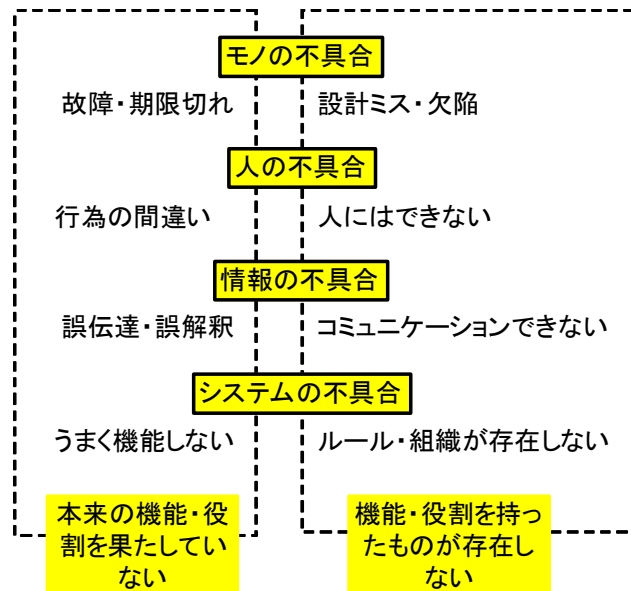 モノの不具合
故障・期限切れ
設計ミス・欠陥
人の不具合
行為の間違い
人にはできない
情報の不具合
誤伝達・誤解釈
コミュニケーションできない
システムの不具合
うまく機能しない
ルール・組織が存在しない
本来の機能・役
割を果たしてい
ない
機能・役割を持っ
たものが存在し
ない